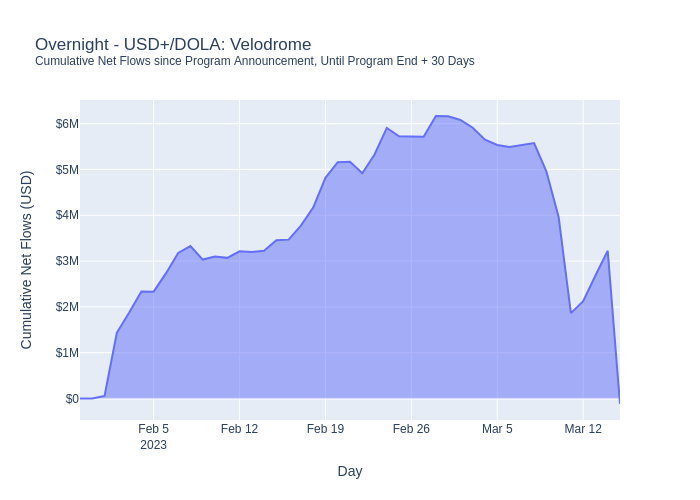 Overnight - USD+/DOLA: Velodrome
Cumulative Net Flows since Program Announcement, Until Program End + 30 Days
Cumulative Net Flows (USD)
$6M
$5M
$4M
$3M
$2M
$1M
$0
Feb 5
2023
Feb 12
Feb 19
Feb 26
Mar 5
Mar 12
Day